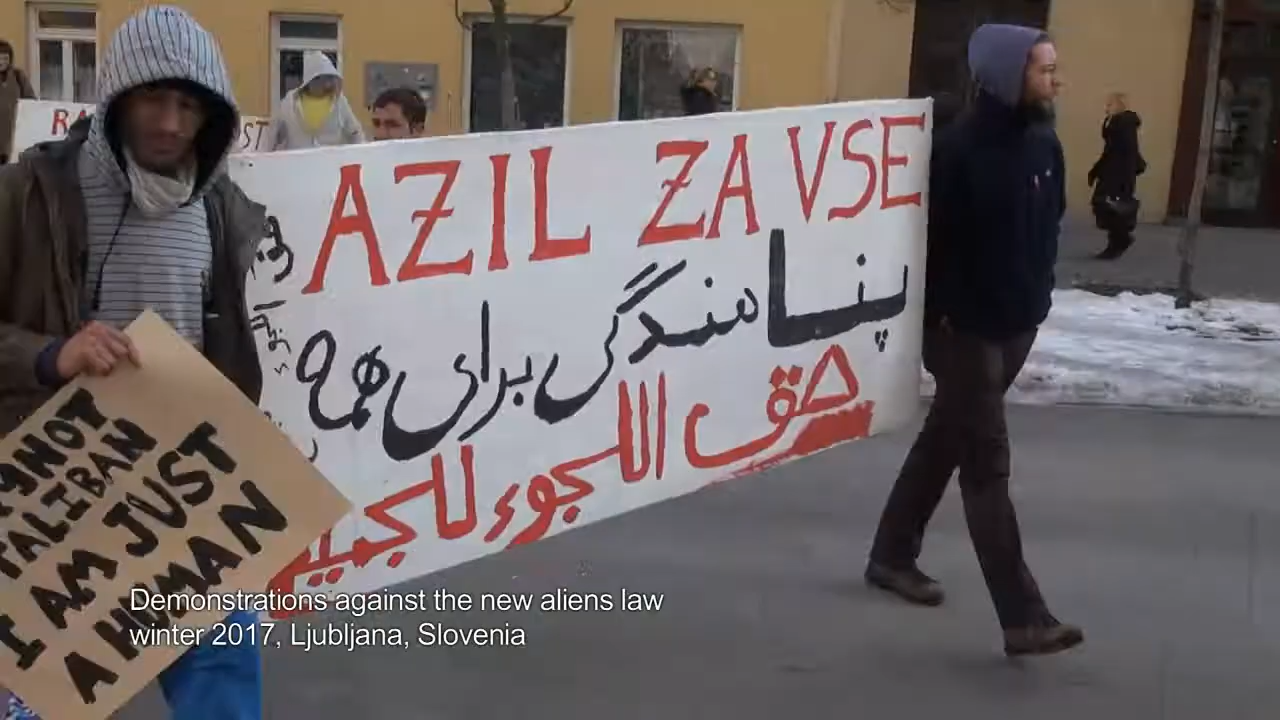 AZIL ZA VSE
پناهندگی برای همه
حق اللجوء للجميع
NOT
TALIBAN
I AM JUST
A HUMAN
Demonstrations against the new aliens law
winter 2017, Ljubljana, Slovenia